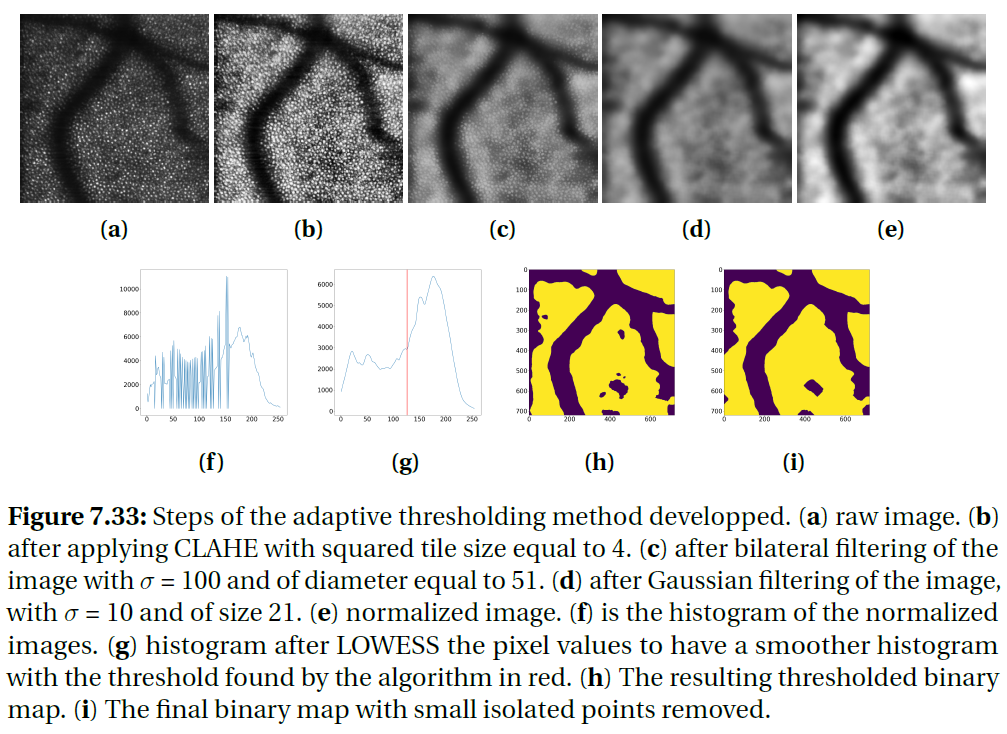 (a) (b) (c) (d) (e)
10000
8000
6000
4000
2000
0
0 50 100 150 200 250
6000
5000
4000
3000
2000
1000
0
0 50 100 150 200 250
0
100
200
300
400
500
600
700
0 200 400 600
0
100
200
300
400
500
600
700
0 200 400 600
(f) (g) (h) (i)
Figure 7.33: Steps of the adaptive thresholding method developped. (a) raw image. (b)
after applying CLAHE with squared tile size equal to 4. (c) after bilateral filtering of the
image with σ = 100 and of diameter equal to 51. (d) after Gaussian filtering of the image,
with σ = 10 and of size 21. (e) normalized image. (f) is the histogram of the normalized
images. (g) histogram after LOWESS the pixel values to have a smoother histogram
with the threshold found by the algorithm in red. (h) The resulting thresholded binary
map. (i) The final binary map with small isolated points removed.